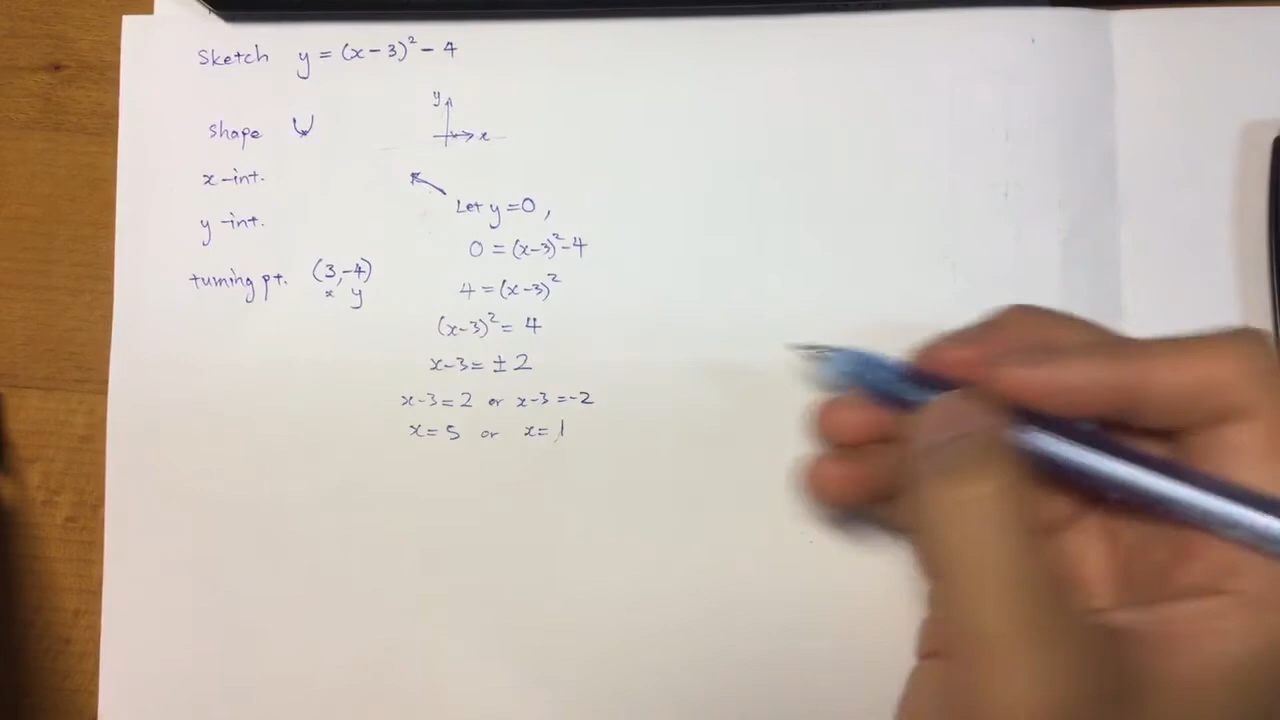 Sketch y = (x-3)² - 4
y
shape x
x-int.
Let y=0,
y-int.
0 = (x-3)²-4
turning pt. (3,-4)
x y
4 = (x-3)²
(x-3)² = 4
x-3 = ± 2
x-3 = 2 or x-3 = -2
x = 5 or x = 1